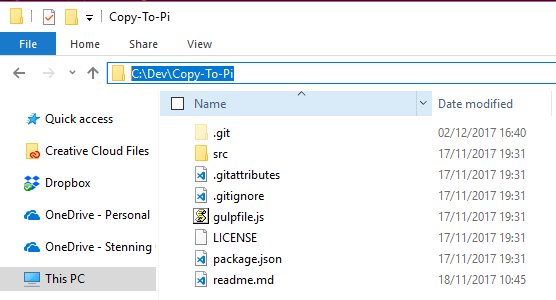 Copy-To-Pi
File Home Share View
C:\Dev\Copy-To-Pi
Name Date modified
Quick access
Creative Cloud Files
Dropbox
OneDrive - Personal
OneDrive - Stenning
This PC
.git 02/12/2017 16:40
src 17/11/2017 19:31
.gitattributes 17/11/2017 19:31
.gitignore 17/11/2017 19:31
gulpfile.js 17/11/2017 19:31
LICENSE 17/11/2017 19:31
package.json 17/11/2017 19:31
readme.md 18/11/2017 10:45